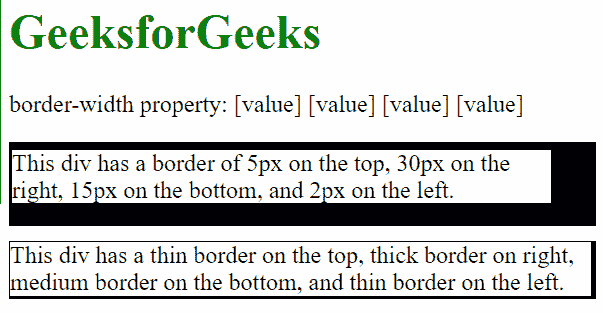 GeeksforGeeks
border-width property: [value] [value] [value] [value]
This div has a border of 5px on the top, 30px on the
right, 15px on the bottom, and 2px on the left.
This div has a thin border on the top, thick border on right,
medium border on the bottom, and thin border on the left.